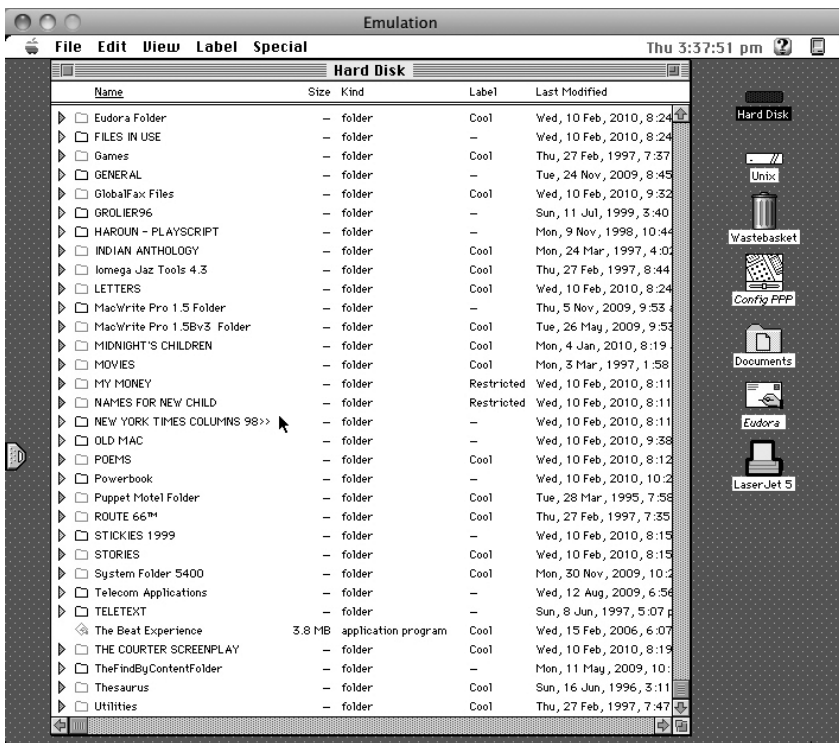 Emulation
File Edit View Label Special Thu 3:37:51 pm
Hard Disk
Name Size Kind Label Last Modified
Eudora Folder – folder Cool Wed, 10 Feb, 2010, 8:24
FILES IN USE – folder – Wed, 10 Feb, 2010, 8:24
Games – folder Cool Thu, 27 Feb, 1997, 7:37
GENERAL – folder – Tue, 24 Nov, 2009, 8:45
GlobalFax Files – folder Cool Wed, 10 Feb, 2010, 9:32
GROLIER96 – folder – Sun, 11 Jul, 1999, 3:40
HAROUN - PLAYSCRIPT – folder – Mon, 9 Nov, 1998, 10:44
INDIAN ANTHOLOGY – folder Cool Mon, 24 Mar, 1997, 4:02
Iomega Jaz Tools 4.3 – folder Cool Thu, 27 Feb, 1997, 8:44
LETTERS – folder Cool Wed, 10 Feb, 2010, 8:24
MacWrite Pro 1.5 Folder – folder – Thu, 5 Nov, 2009, 9:53
MacWrite Pro 1.5Bv3 Folder – folder Cool Tue, 26 May, 2009, 9:53
MIDNIGHT'S CHILDREN – folder Cool Mon, 4 Jan, 2010, 8:19
MOVIES – folder Cool Mon, 3 Mar, 1997, 1:58
MY MONEY – folder Restricted Wed, 10 Feb, 2010, 8:11
NAMES FOR NEW CHILD – folder Restricted Wed, 10 Feb, 2010, 8:11
NEW YORK TIMES COLUMNS 98>> – folder – Wed, 10 Feb, 2010, 8:11
OLD MAC – folder – Wed, 10 Feb, 2010, 9:38
POEMS – folder Cool Wed, 10 Feb, 2010, 8:12
Powerbook – folder – Wed, 10 Feb, 2010, 10:2
Puppet Motel Folder – folder Cool Tue, 28 Mar, 1995, 7:58
ROUTE 66™ – folder Cool Thu, 27 Feb, 1997, 7:35
STICKIES 1999 – folder – Wed, 10 Feb, 2010, 8:15
STORIES – folder Cool Wed, 10 Feb, 2010, 8:15
System Folder 5400 – folder Cool Mon, 30 Nov, 2009, 10:2
Telecom Applications – folder – Wed, 12 Aug, 2009, 6:56
TELETEXT – folder – Sun, 8 Jun, 1997, 5:07 p
The Beat Experience 3.8 MB application program Cool Wed, 15 Feb, 2006, 6:07
THE COURTER SCREENPLAY – folder Cool Wed, 10 Feb, 2010, 8:19
TheFindByContentFolder – folder – Mon, 11 May, 2009, 10:
Thesaurus – folder Cool Sun, 16 Jun, 1996, 3:11
Utilities – folder Cool Thu, 27 Feb, 1997, 7:47
Hard Disk
Unix
Wastebasket
Config PPP
Documents
Eudora
LaserJet 5